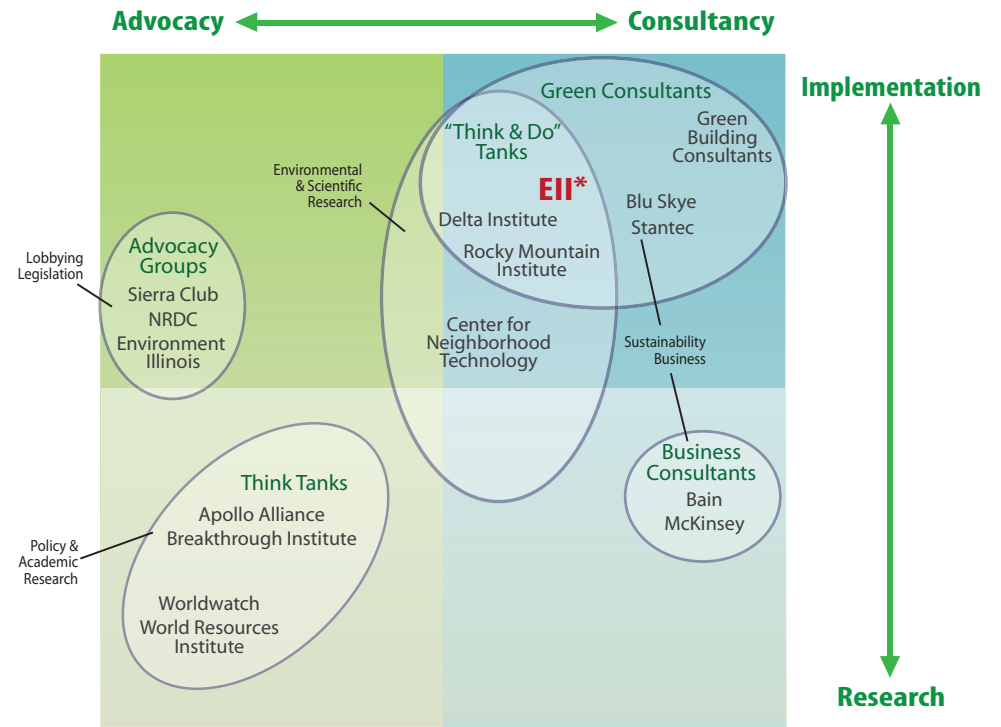 Advocacy
Consultancy
Implementation
Green Consultants
Green
Building
Consultants
"Think & Do"
Tanks
EII*
Environmental
& Scientific
Research
Blu Skye
Stantec
Delta Institute
Rocky Mountain
Institute
Advocacy
Groups
Lobbying
Legislation
Sierra Club
NRDC
Environment
Illinois
Center for
Neighborhood
Technology
Sustainability
Business
Business
Consultants
Bain
McKinsey
Think Tanks
Apollo Alliance
Breakthrough Institute
Policy &
Academic
Research
Worldwatch
World Resources
Institute
Research